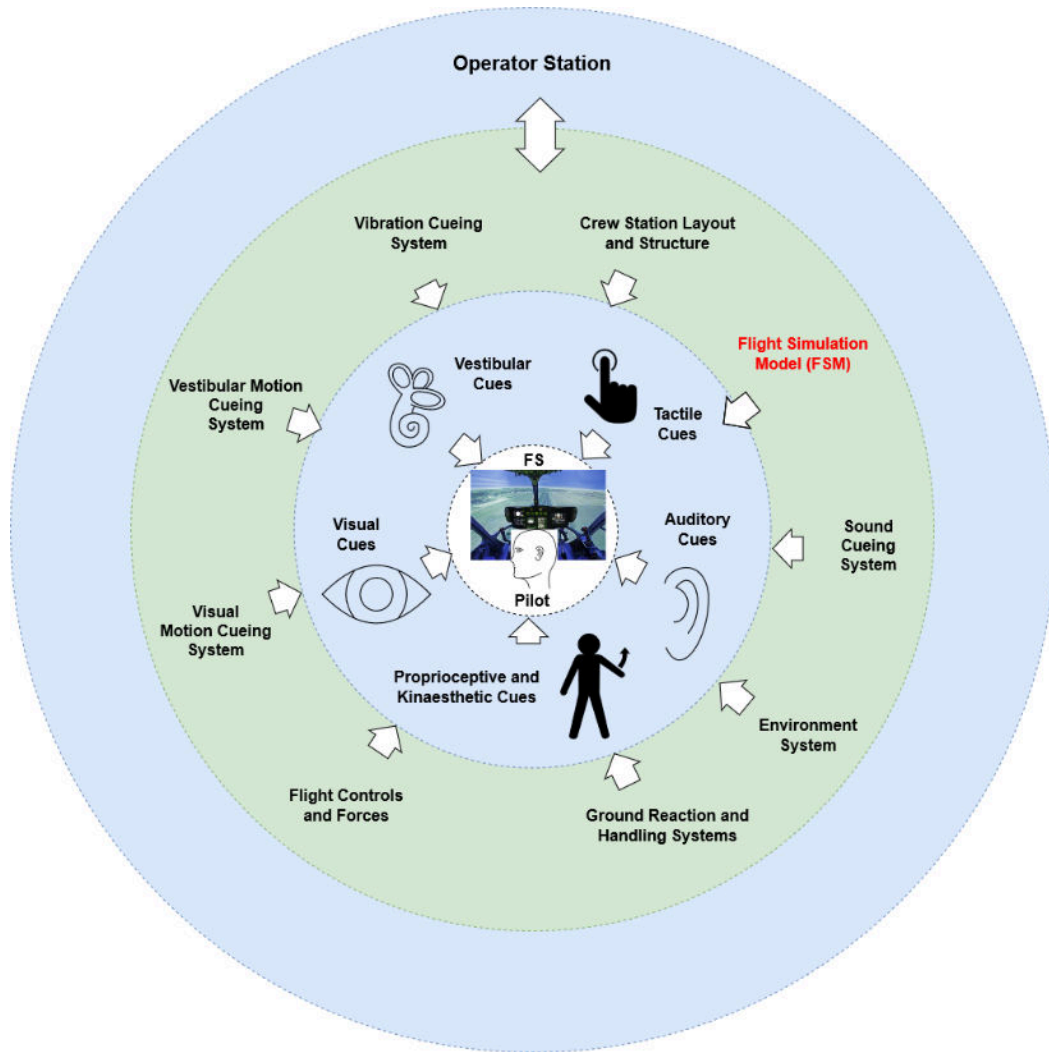 Operator Station
Vibration Cueing
System
Crew Station Layout
and Structure
Flight Simulation
Model (FSM)
Vestibular Motion
Cueing
System
Vestibular
Cues
Tactile
Cues
FS
Visual
Cues
Auditory
Cues
Sound
Cueing
System
Pilot
Visual
Motion Cueing
System
Proprioceptive and
Kinaesthetic Cues
Environment
System
Flight Controls
and Forces
Ground Reaction and
Handling Systems